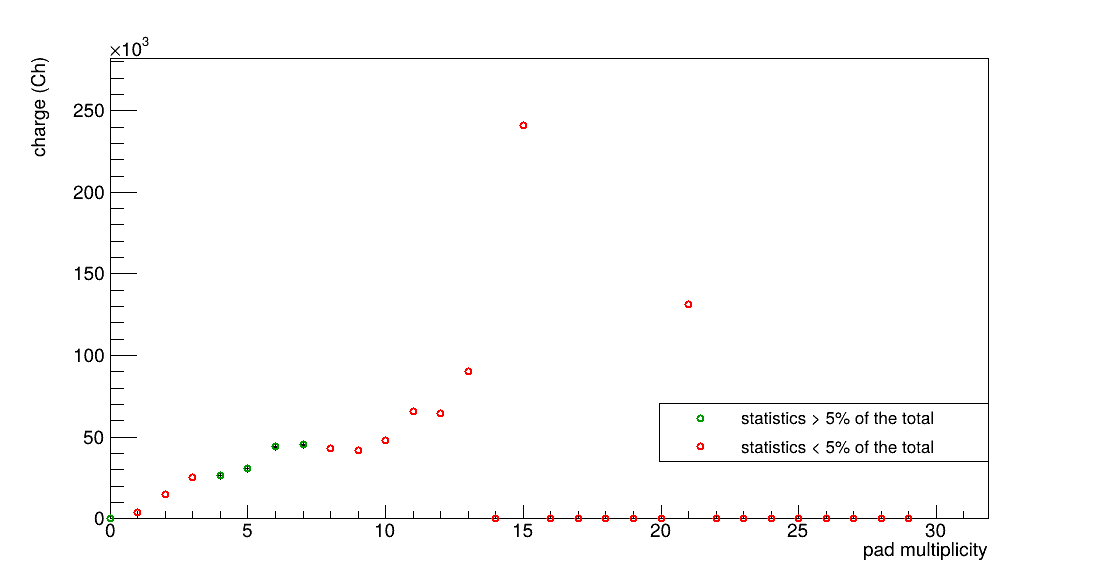 ×10³
charge (Ch)
250
200
150
100
50
0
statistics > 5% of the total
statistics < 5% of the total
0 5 10 15 20 25 30
pad multiplicity